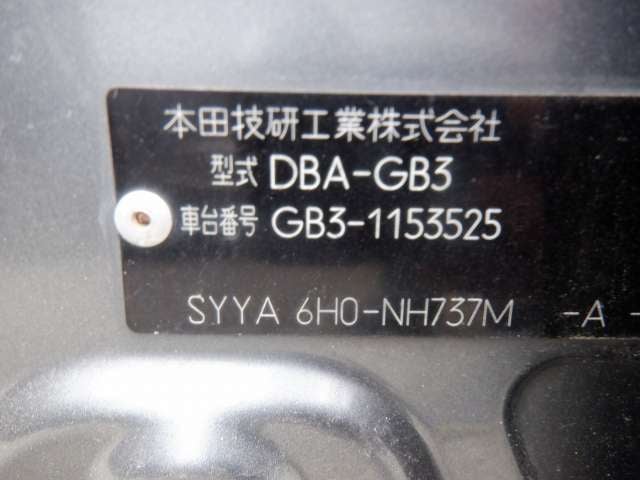 本田技研工業株式会社
型式 DBA-GB3
車台番号 GB3-1153525
SYYA 6H0-NH737M -A -